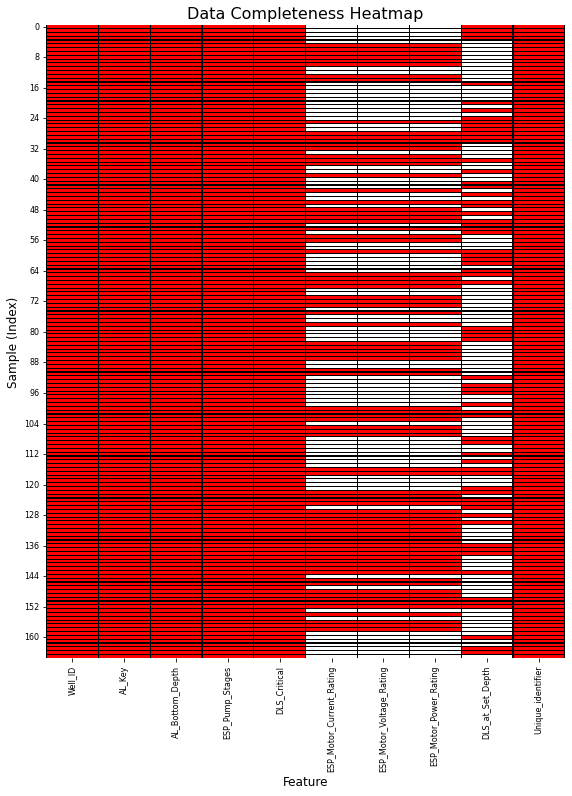 Data Completeness Heatmap
Sample (Index)
0
8
16
24
32
40
48
56
64
72
80
88
96
104
112
120
128
136
144
152
160
Well_ID
AL_Key
AL_Bottom_Depth
ESP_Pump_Stages
DLS_Critical
ESP_Motor_Current_Rating
ESP_Motor_Voltage_Rating
ESP_Motor_Power_Rating
DLS_at_Set_Depth
Unique_identifier
Feature